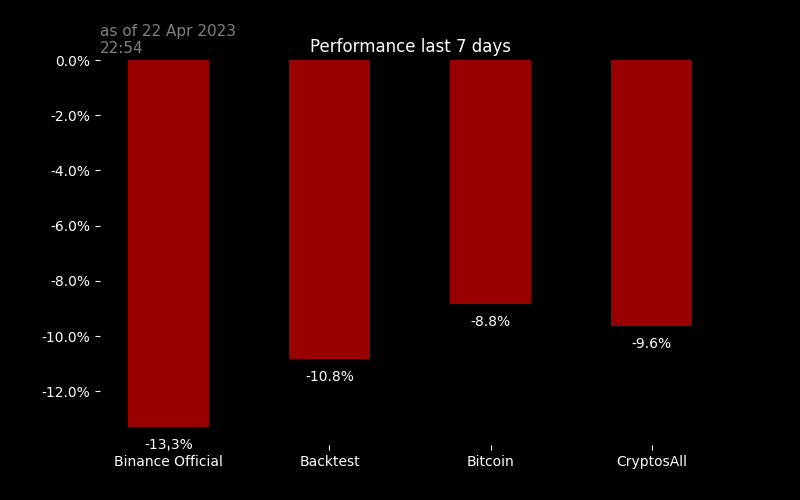 as of 22 Apr 2023
22:54
Performance last 7 days
0.0%
-2.0%
-4.0%
-6.0%
-8.0%
-10.0%
-12.0%
-13.3%
-10.8%
-8.8%
-9.6%
Binance Official
Backtest
Bitcoin
CryptosAll